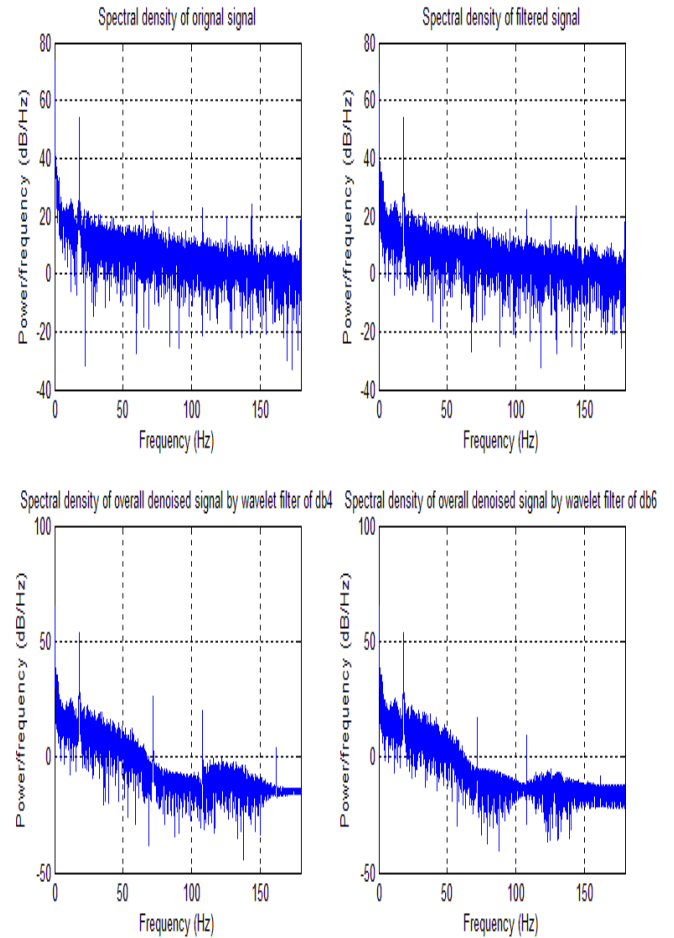 Spectral density of orignal signal
Power/frequency (dB/Hz)
80
60
40
20
0
-20
-40
0 50 100 150
Frequency (Hz)
Spectral density of filtered signal
Power/frequency (dB/Hz)
80
60
40
20
0
-20
-40
0 50 100 150
Frequency (Hz)
Spectral density of overall denoised signal by wavelet filter of db4
Power/frequency (dB/Hz)
100
50
0
-50
0 50 100 150
Frequency (Hz)
Spectral density of overall denoised signal by wavelet filter of db6
Power/frequency (dB/Hz)
100
50
0
-50
0 50 100 150
Frequency (Hz)